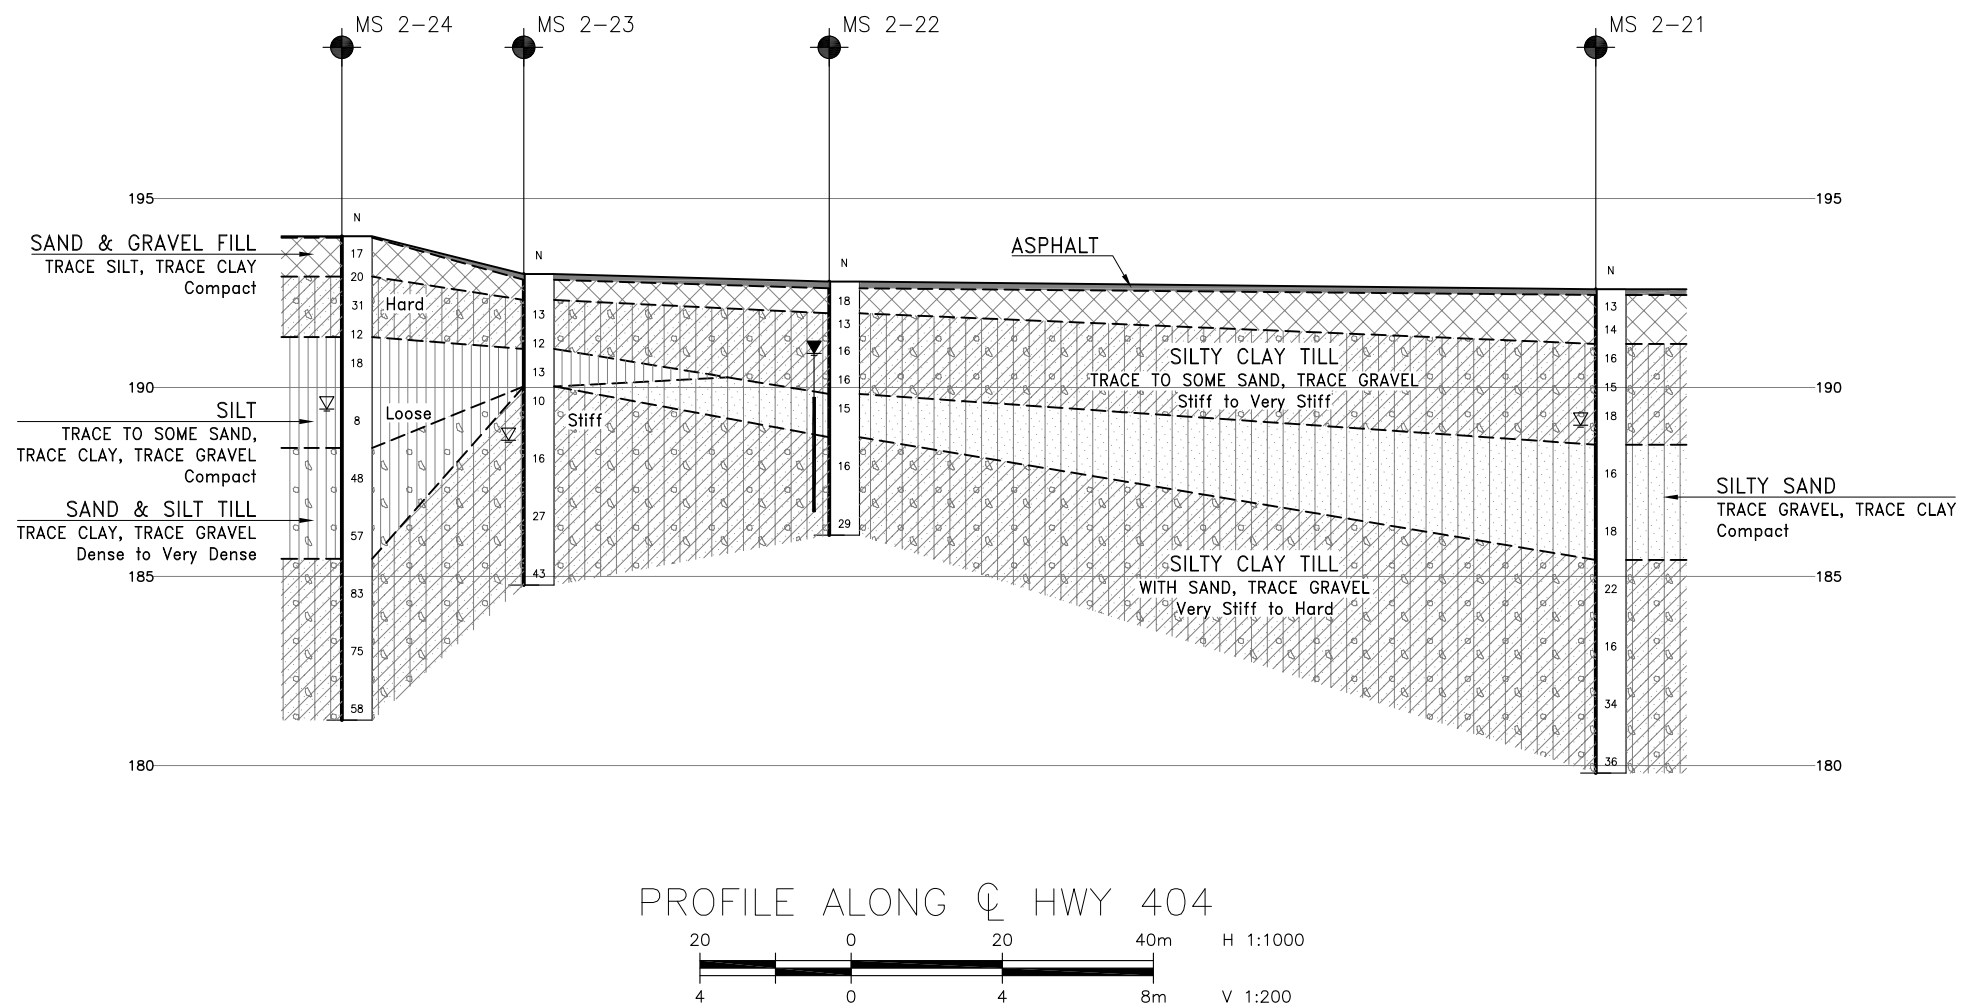 MS 2-24
MS 2-23
MS 2-22
MS 2-21
195
195
N
N
N
N
SAND & GRAVEL FILL
TRACE SILT, TRACE CLAY
Compact
ASPHALT
17
20
31
12
18
8
48
57
83
75
58
Hard
Loose
13
12
13
10
16
27
43
Stiff
18
13
16
16
15
16
29
13
14
16
15
18
16
18
22
16
34
36
SILTY CLAY TILL
TRACE TO SOME SAND, TRACE GRAVEL
Stiff to Very Stiff
190
190
SILT
TRACE TO SOME SAND,
TRACE CLAY, TRACE GRAVEL
Compact
SAND & SILT TILL
TRACE CLAY, TRACE GRAVEL
Dense to Very Dense
SILTY SAND
TRACE GRAVEL, TRACE CLAY
Compact
185
185
SILTY CLAY TILL
WITH SAND, TRACE GRAVEL
Very Stiff to Hard
180
180
PROFILE ALONG ℄ HWY 404
20 0 20 40m H 1:1000
4 0 4 8m V 1:200